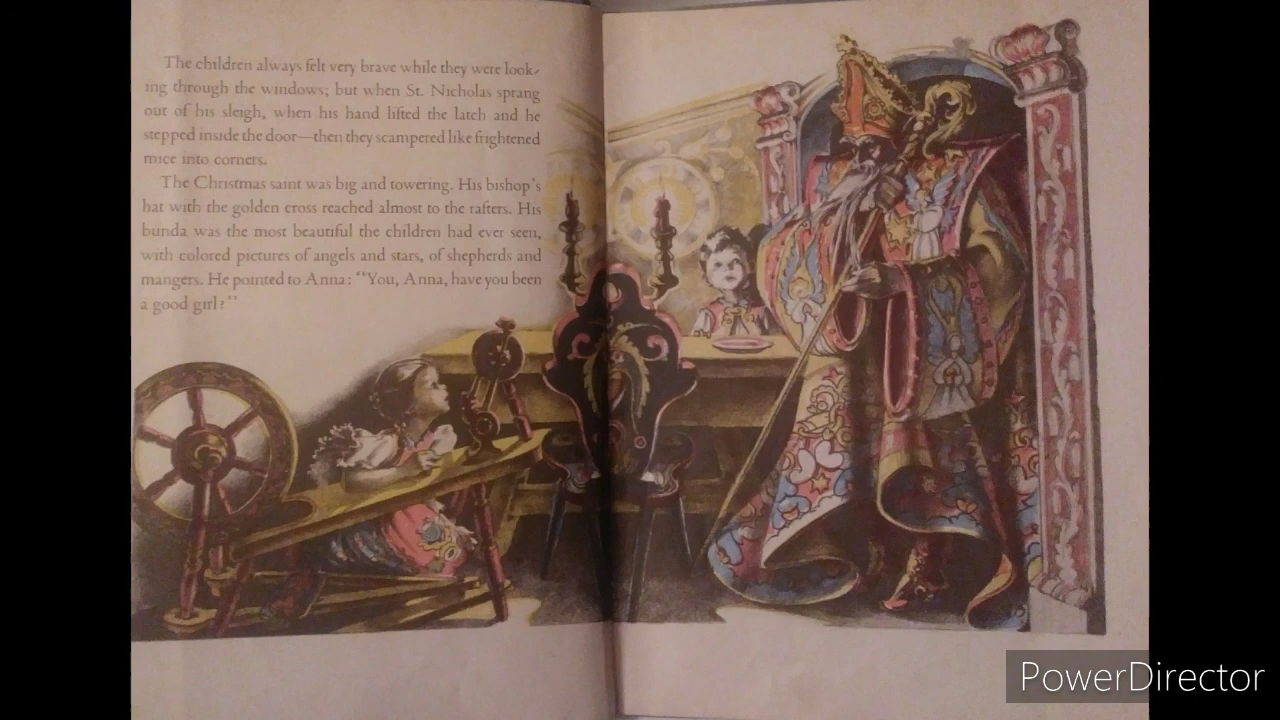 The children always felt very brave while they were look-
ing through the windows; but when St. Nicholas sprang
out of his sleigh, when his hand lifted the latch and he
stepped inside the door—then they scampered like frightened
mice into corners.
The Christmas saint was big and towering. His bishop's
hat with the golden cross reached almost to the rafters. His
bunda was the most beautiful the children had ever seen,
with colored pictures of angels and stars, of shepherds and
mangers. He pointed to Anna: "You, Anna, have you been
a good girl?"
PowerDirector